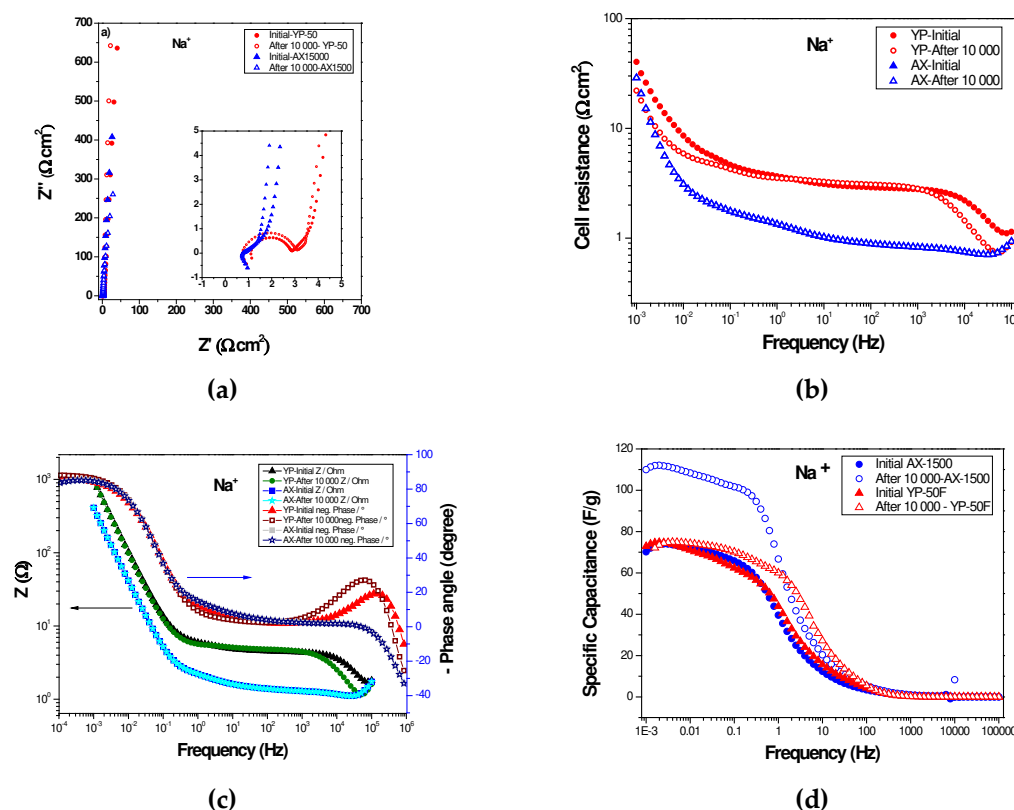 a)
Na+
Initial-YP-50
After 10 000- YP-50
Initial-AX15000
After 10 000-AX1500
700
600
500
400
300
200
100
0
Z'' (Ω cm²)
5
4
3
2
1
0
-1
-1 0 1 2 3 4 5
0 100 200 300 400 500 600 700
Z' (Ω cm²)
(a)
Na+
YP-Initial
YP-After 10 000
AX-Initial
AX-After 10 000
100
10
1
Cell resistance (Ω cm²)
10⁻³ 10⁻² 10⁻¹ 10⁰ 10¹ 10² 10³ 10⁴ 10⁵
Frequency (Hz)
(b)
Na+
YP-Initial Z / Ohm
YP-After 10 000 Z / Ohm
AX-Initial Z / Ohm
AX-After 10 000 Z / Ohm
YP-Initial neg. Phase / °
YP-After 10 000neg. Phase / °
AX-Initial neg. Phase / °
AX-After 10 000 neg. Phase / °
10³
10²
10¹
10⁰
Z (Ω)
100
80
60
40
20
0
-20
-40
- Phase angle (degree)
10⁻⁴ 10⁻³ 10⁻² 10⁻¹ 10⁰ 10¹ 10² 10³ 10⁴ 10⁵ 10⁶
Frequency (Hz)
(c)
Na +
Initial AX-1500
After 10 000-AX-1500
Initial YP-50F
After 10 000 - YP-50F
120
100
80
60
40
20
0
Specific Capacitance (F/g)
1E-3 0.01 0.1 1 10 100 1000 10000 100000
Frequency (Hz)
(d)